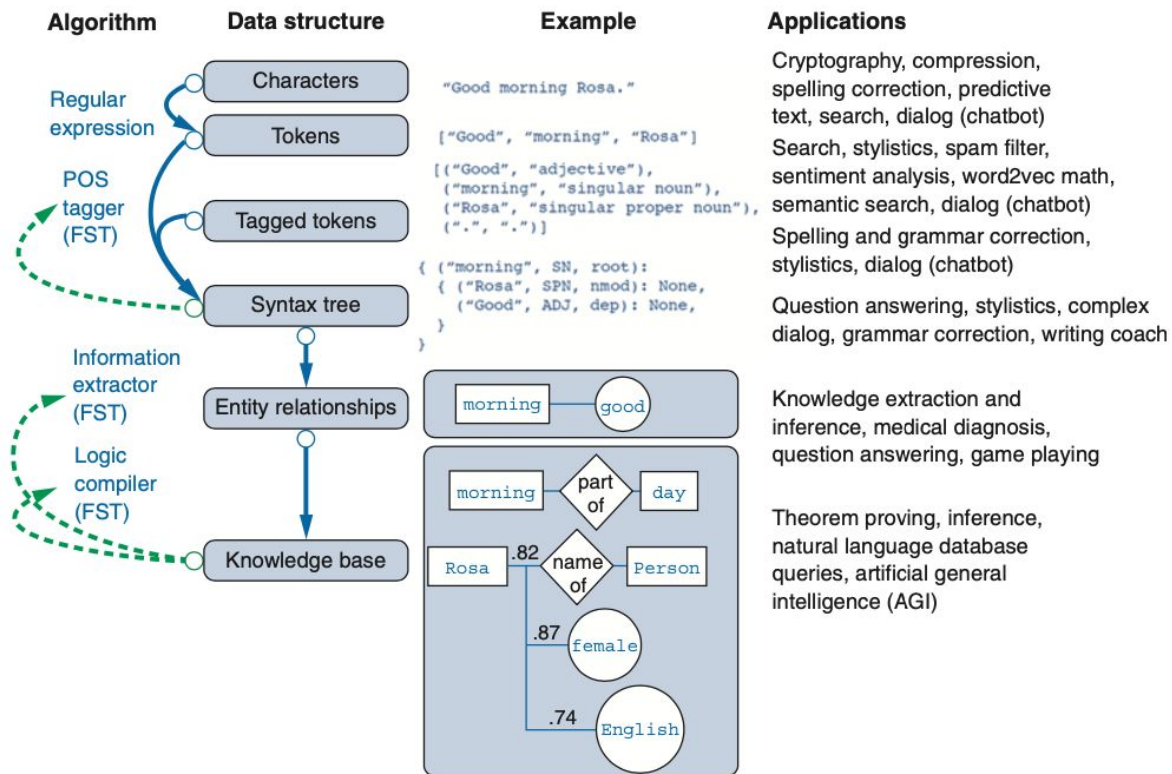 Algorithm
Data structure
Example
Applications
Regular
expression
POS
tagger
(FST)
Information
extractor
(FST)
Logic
compiler
(FST)
Characters
Tokens
Tagged tokens
Syntax tree
Entity relationships
Knowledge base
“Good morning Rosa.”
[“Good”, “morning”, “Rosa”]
[(“Good”, “adjective”),
(“morning”, “singular noun”),
(“Rosa”, “singular proper noun”),
(“.”, “.”)]
{ (“morning”, SN, root):
{ (“Rosa”, SPN, nmod): None,
(“Good”, ADJ, dep): None,
}
}
morning
good
morning
part
of
day
Rosa
.82
name
of
Person
.87
female
.74
English
Cryptography, compression,
spelling correction, predictive
text, search, dialog (chatbot)
Search, stylistics, spam filter,
sentiment analysis, word2vec math,
semantic search, dialog (chatbot)
Spelling and grammar correction,
stylistics, dialog (chatbot)
Question answering, stylistics, complex
dialog, grammar correction, writing coach
Knowledge extraction and
inference, medical diagnosis,
question answering, game playing
Theorem proving, inference,
natural language database
queries, artificial general
intelligence (AGI)